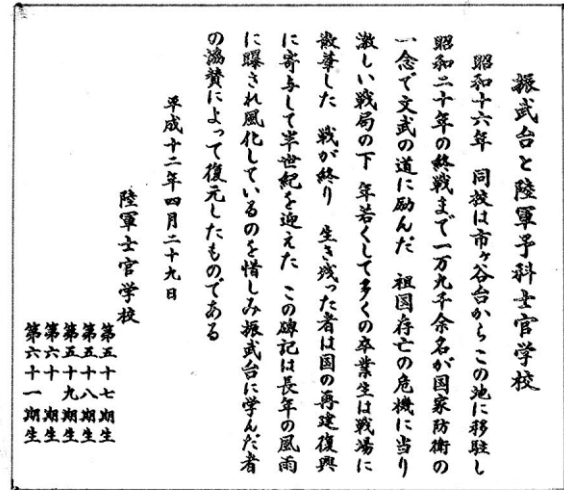 振武台と陸軍予科士官学校
昭和十六年　同校は市ヶ谷台からこの地に移駐し
昭和二十年の終戦まで一万九千余名が国家防衛の
一念で文武の道に励んだ　祖国存亡の危機に当り
激しい戦局の下　年若くして多くの卒業生は戦場に
散華した　戦が終り　生き残った者は国の再建復興
に寄与して半世紀を迎えた　この碑記は長年の風雨
に曝され風化しているのを惜しみ振武台に学んだ者
の協賛によって復元したものである
平成十二年四月二十九日
陸軍士官学校
第五十七期生
第五十八期生
第五十九期生
第六十期生
第六十一期生